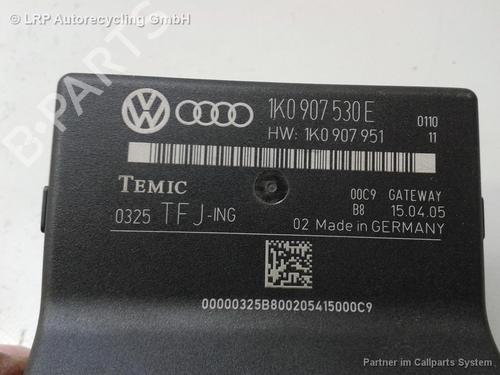 © LRP Autorecycling GmbH
B-PARTS
1K0 907 530 E
0110
HW: 1K0 907 951
11
TEMIC
00C9 GATEWAY
0325 TFJ-ING
B8 15.04.05
02 Made in GERMANY
00000325B800205415000C9
Partner im Callparts System